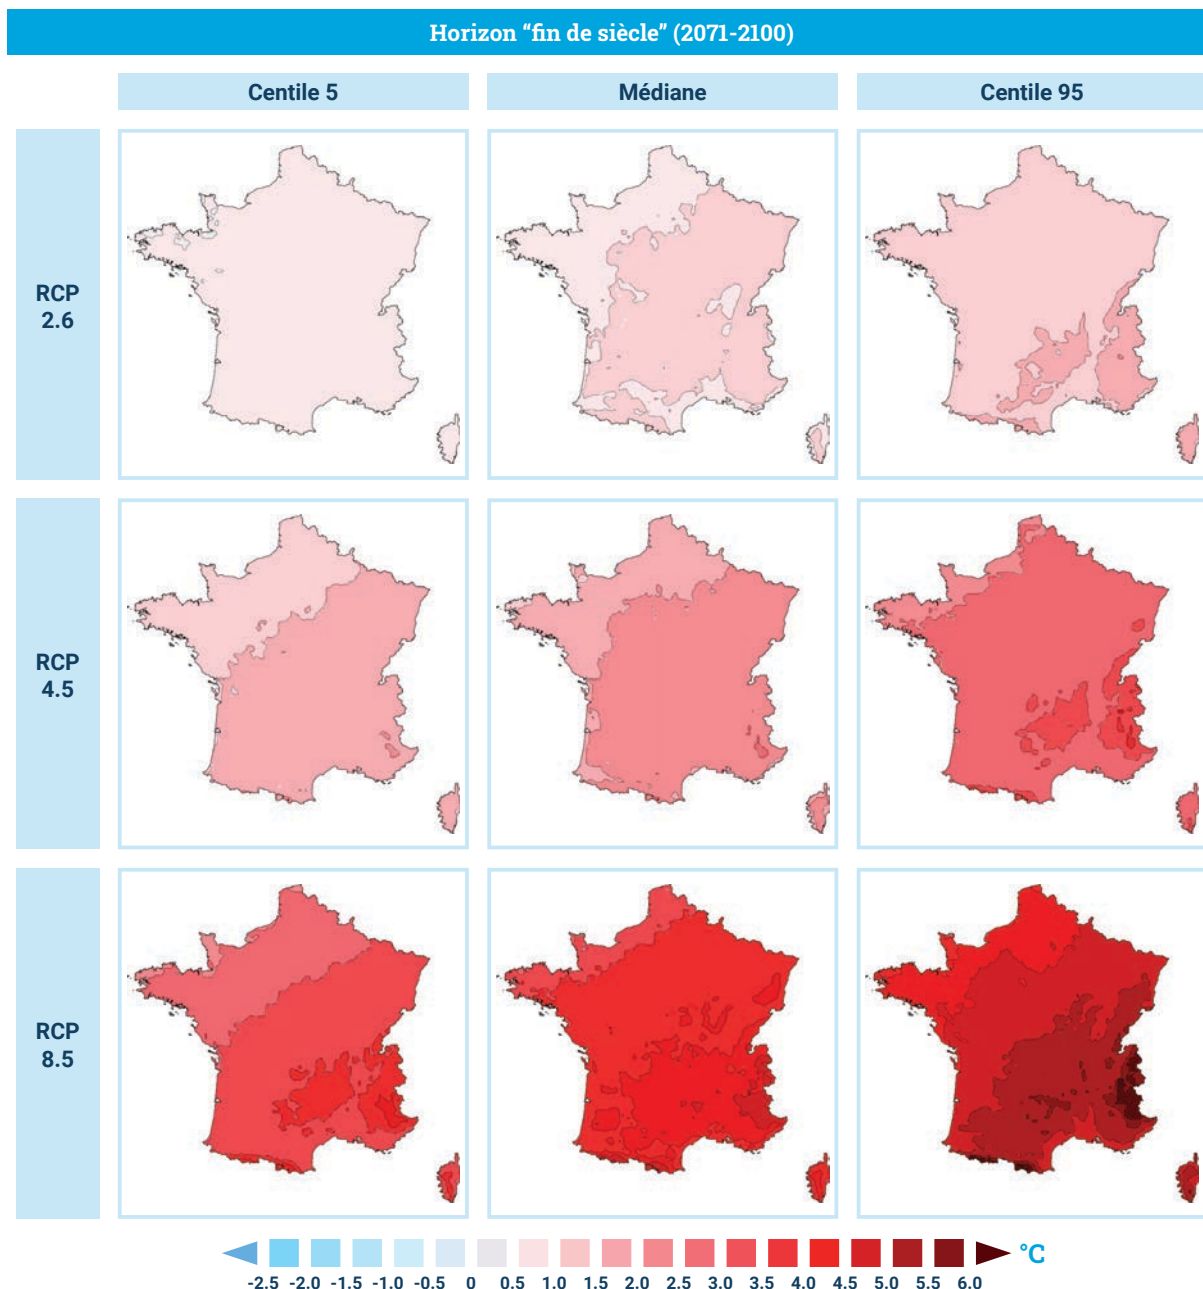 Horizon “fin de siècle” (2071-2100)
Centile 5
Médiane
Centile 95
RCP
2.6
RCP
4.5
RCP
8.5
°C
-2.5 -2.0 -1.5 -1.0 -0.5 0 0.5 1.0 1.5 2.0 2.5 3.0 3.5 4.0 4.5 5.0 5.5 6.0